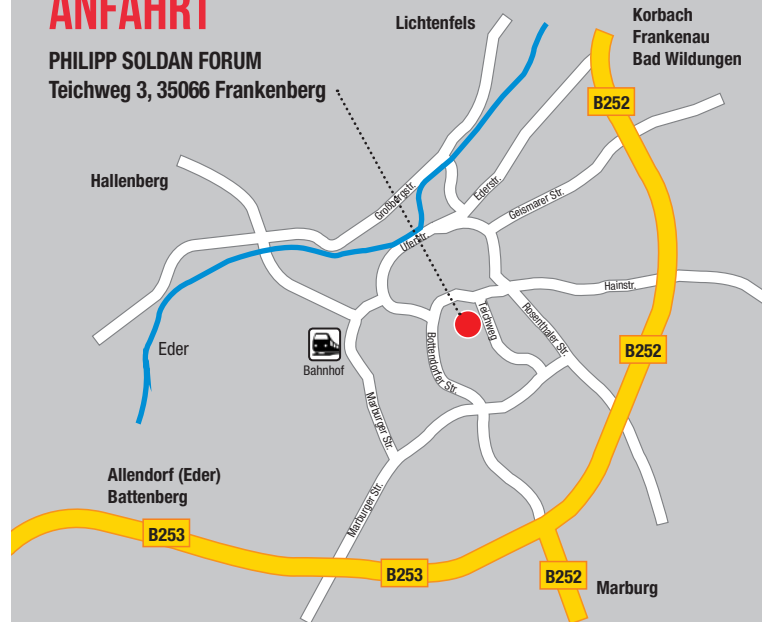 ANFAHRT
PHILIPP SOLDAN FORUM
Teichweg 3, 35066 Frankenberg
Lichtenfels
Korbach
Frankenau
Bad Wildungen
B252
Hallenberg
Großbergstr.
Ederstr.
Geismarer Str.
Uferstr.
Hainstr.
Teichweg
Rosenthaler Str.
Bottendorfer Str.
B252
Eder
Bahnhof
Marburger Str.
Marburger Str.
Allendorf (Eder)
Battenberg
B253
B253
B252
Marburg